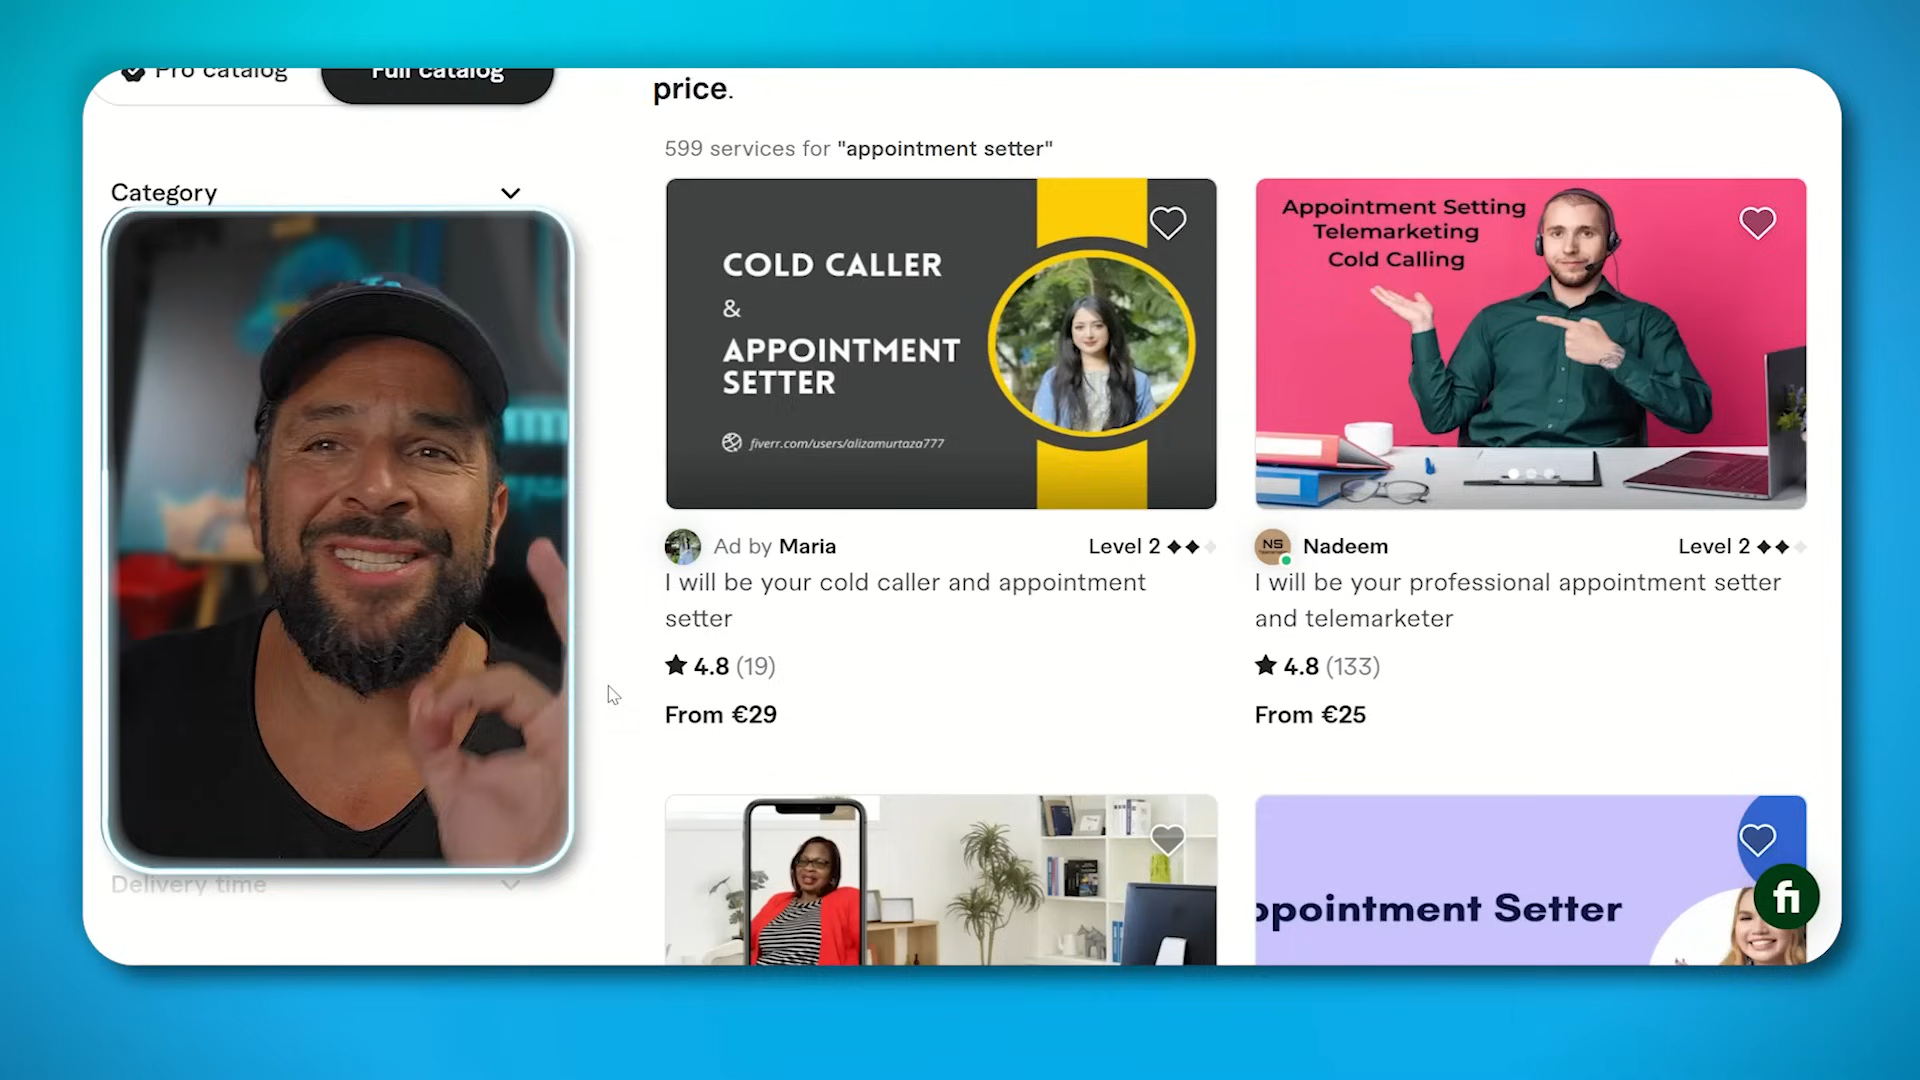 Pro catalog
Full catalog
price.
599 services for "appointment setter"
Category
COLD CALLER
&
APPOINTMENT
SETTER
fiverr.com/users/alizamurtaza777
Appointment Setting
Telemarketing
Cold Calling
Ad by Maria
Level 2
I will be your cold caller and appointment
setter
4.8 (19)
From €29
NS
Nadeem
Level 2
I will be your professional appointment setter
and telemarketer
4.8 (133)
From €25
Delivery time
ppointment Setter
fi